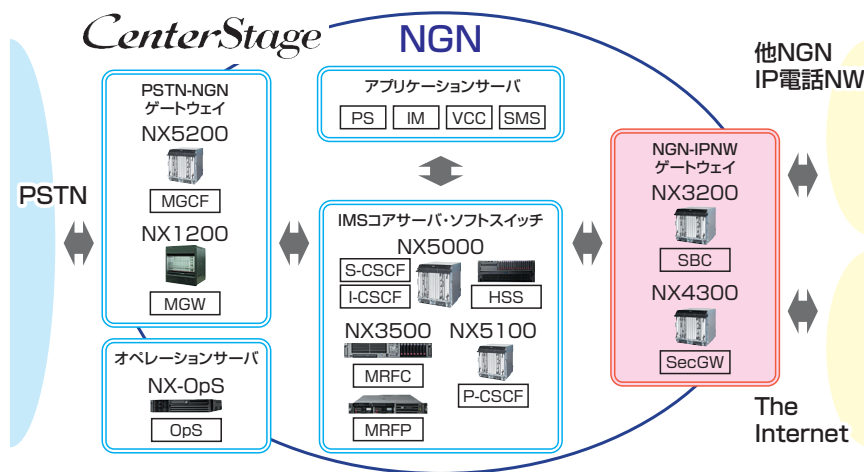 CenterStage
NGN
他NGN
IP電話NW
PSTN
PSTN-NGN
ゲートウェイ
NX5200
MGCF
NX1200
MGW
オペレーションサーバ
NX-OpS
OpS
アプリケーションサーバ
PS
IM
VCC
SMS
IMSコアサーバ・ソフトスイッチ
NX5000
S-CSCF
I-CSCF
HSS
NX3500
MRFC
MRFP
NX5100
P-CSCF
NGN-IPNW
ゲートウェイ
NX3200
SBC
NX4300
SecGW
The
Internet